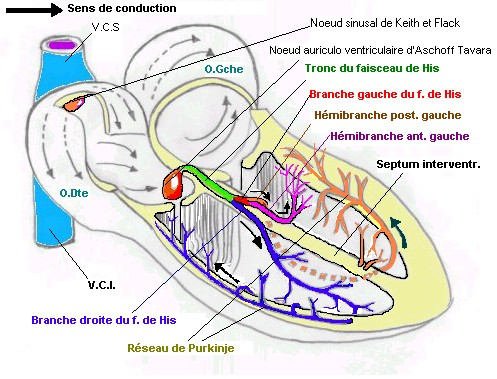 Sens de conduction
V.C.S
Noeud sinusal de Keith et Flack
Noeud auriculo ventriculaire d'Aschoff Tavara
O.Gche
Tronc du faisceau de His
Branche gauche du f. de His
Hémibranche post. gauche
Hémibranche ant. gauche
Septum interventr.
O.Dte
V.C.I.
Branche droite du f. de His
Réseau de Purkinje